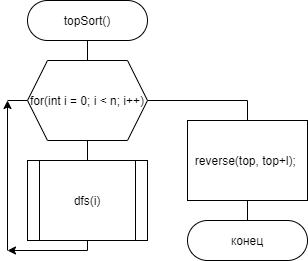 topSort()
for(int i = 0; i < n; i++)
reverse(top, top+l);
dfs(i)
конец